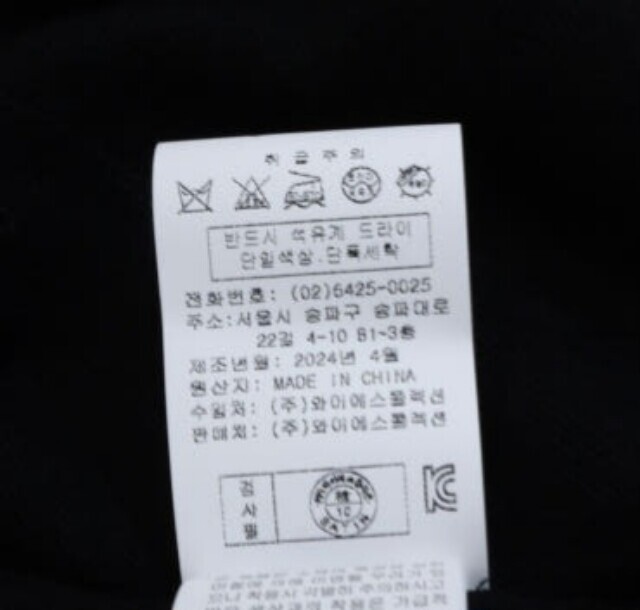 취 급 주 의
반드시 석유계 드라이
단일색상.단독세탁
전화번호: (02)6425-0025
주소:서울시 송파구 송파대로
22길 4-10 B1~3층
제조년월: 2024년 4월
원산지: MADE IN CHINA
수입처: (주)와이에스콜렉션
판매처: (주)와이에스콜렉션
검사필
10
KC